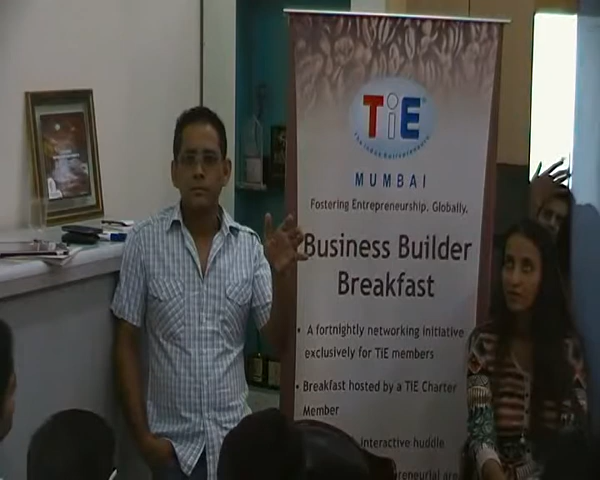 TiE
MUMBAI
Fostering Entrepreneurship. Globally.
Business Builder
Breakfast
• A fortnightly networking initiative
exclusively for TIE members
• Breakfast hosted by a TIE Charter
Member
interactive huddle